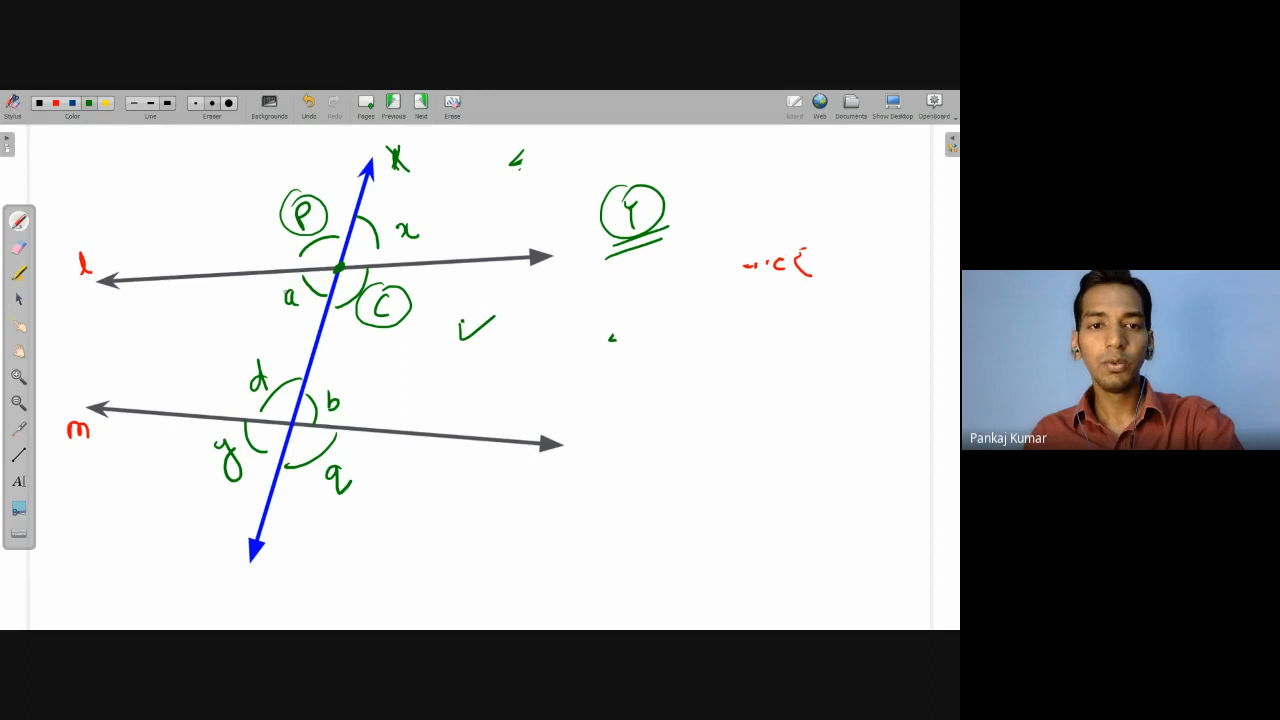 Stylus Color Line Eraser Backgrounds Undo Redo Pages Previous Next Erase Board Web Documents Show Desktop OpenBoard
P
x
Y
l
a
C
d
b
m
y
q
Pankaj Kumar